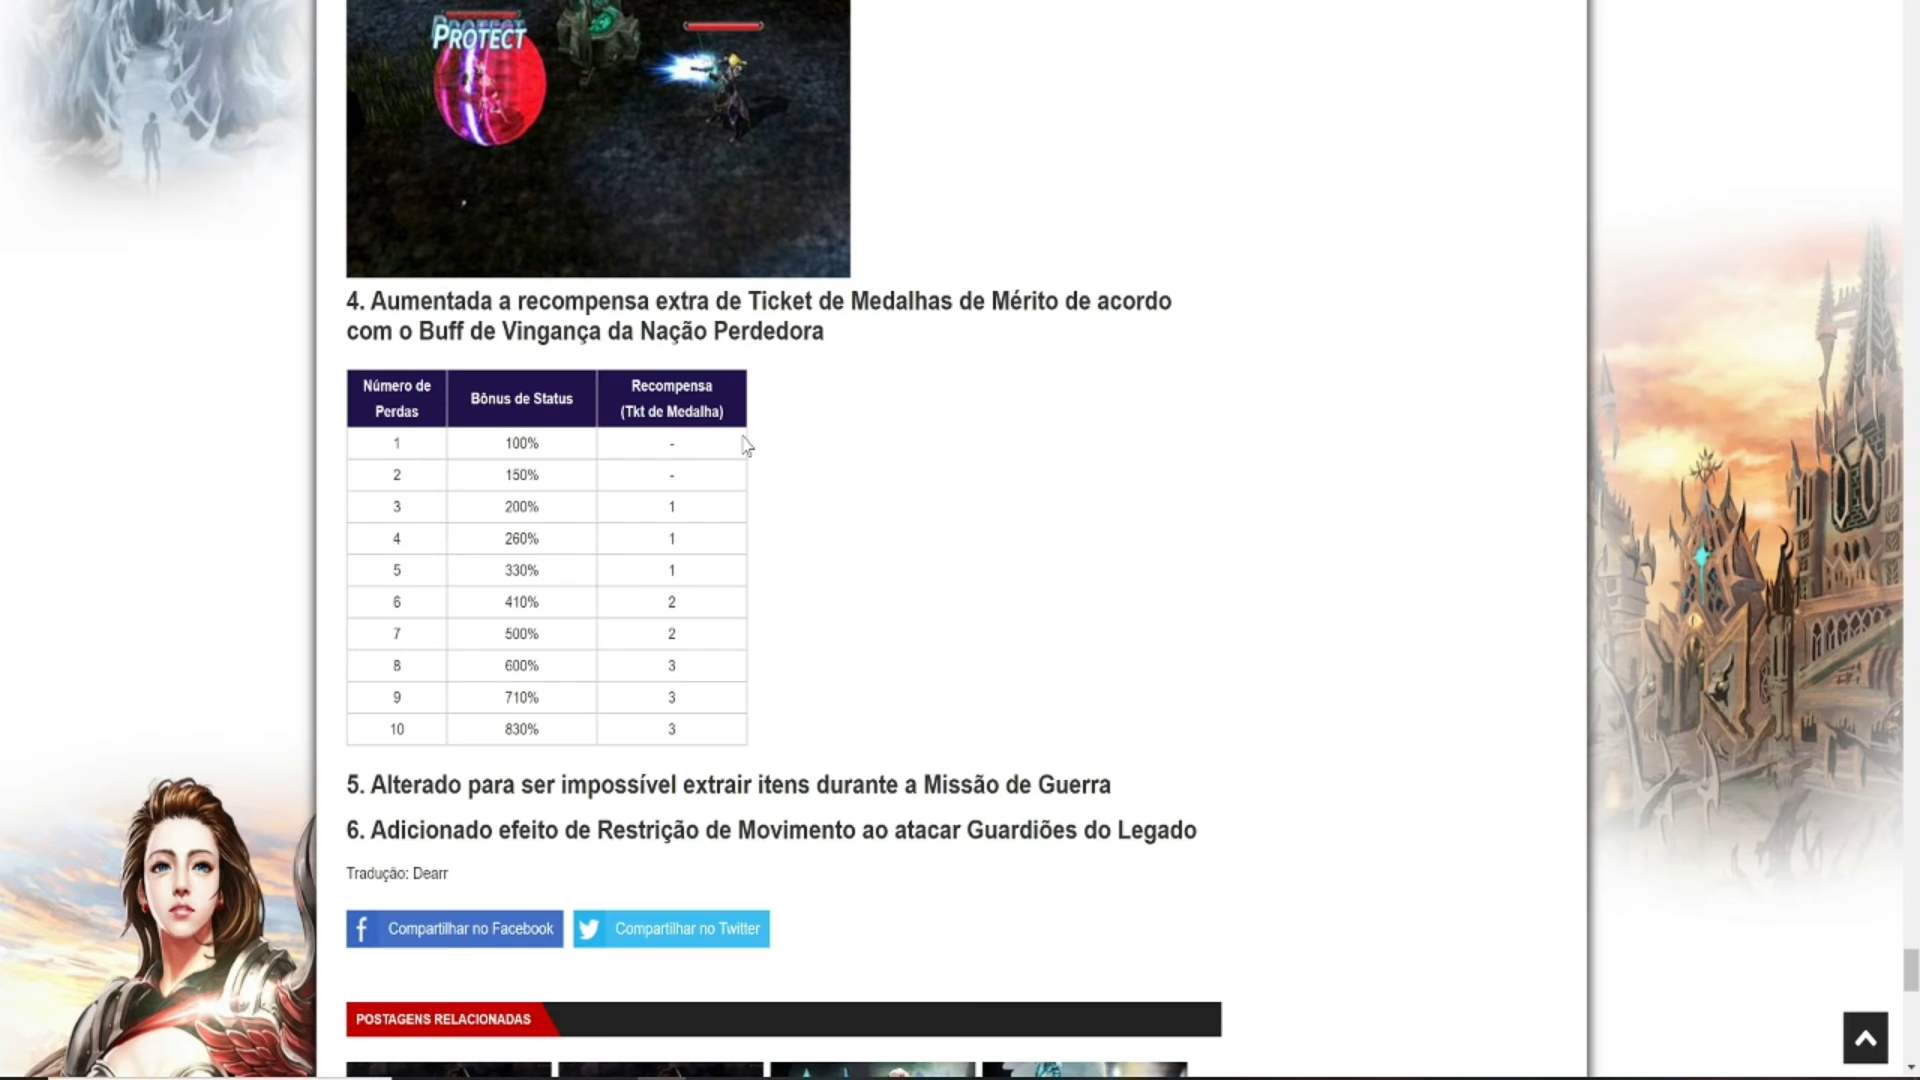 PROTECT
4. Aumentada a recompensa extra de Ticket de Medalhas de Mérito de acordo
com o Buff de Vingança da Nação Perdedora
Número de Perdas Bônus de Status Recompensa (Tkt de Medalha)
1 100% -
2 150% -
3 200% 1
4 260% 1
5 330% 1
6 410% 2
7 500% 2
8 600% 3
9 710% 3
10 830% 3
5. Alterado para ser impossível extrair itens durante a Missão de Guerra
6. Adicionado efeito de Restrição de Movimento ao atacar Guardiões do Legado
Tradução: Dearr
Compartilhar no Facebook Compartilhar no Twitter
POSTAGENS RELACIONADAS